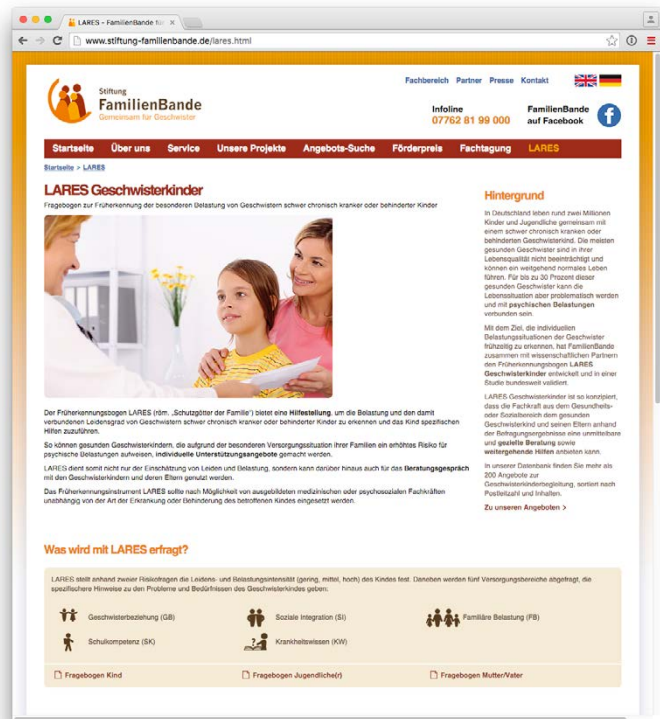 LARES - FamilienBande für
www.stiftung-familienbande.de/lares.html
Fachbereich Partner Presse Kontakt
Stiftung
FamilienBande
Gemeinsam für Geschwister
Infoline
07762 81 99 000
FamilienBande
auf Facebook
Startseite Über uns Service Unsere Projekte Angebots-Suche Förderpreis Fachtagung LARES
Startseite > LARES
LARES Geschwisterkinder
Fragebogen zur Früherkennung der besonderen Belastung von Geschwistern schwer chronisch kranker oder behinderter Kinder
Der Früherkennungsbogen LARES (röm. „Schutzgötter der Familie“) bietet eine Hilfestellung, um die Belastung und den damit
verbundenen Leidensgrad von Geschwistern schwer chronisch kranker oder behinderter Kinder zu erkennen und das Kind spezifischen
Hilfen zuzuführen.
So können gesunden Geschwisterkindern, die aufgrund der besonderen Versorgungssituation ihrer Familien ein erhöhtes Risiko für
psychische Belastungen aufweisen, individuelle Unterstützungsangebote gemacht werden.
LARES dient somit nicht nur der Einschätzung von Leiden und Belastung, sondern kann darüber hinaus auch für das Beratungsgespräch
mit den Geschwisterkindern und deren Eltern genutzt werden.
Das Früherkennungsinstrument LARES sollte nach Möglichkeit von ausgebildeten medizinischen oder psychosozialen Fachkräften
unabhängig von der Art der Erkrankung oder Behinderung des betroffenen Kindes eingesetzt werden.
Hintergrund
In Deutschland leben rund zwei Millionen
Kinder und Jugendliche gemeinsam mit
einem schwer chronisch kranken oder
behinderten Geschwisterkind. Die meisten
gesunden Geschwister sind in ihrer
Lebensqualität nicht beeinträchtigt und
können ein weitgehend normales Leben
führen. Für bis zu 30 Prozent dieser
gesunden Geschwister kann die
Lebenssituation aber problematisch werden
und mit psychischen Belastungen
verbunden sein.
Mit dem Ziel, die individuellen
Belastungssituationen der Geschwister
frühzeitig zu erkennen, hat FamilienBande
zusammen mit wissenschaftlichen Partnern
den Früherkennungsbogen LARES
Geschwisterkinder entwickelt und in einer
Studie bundesweit validiert.
LARES Geschwisterkinder ist so konzipiert,
dass die Fachkraft aus dem Gesundheits-
oder Sozialbereich dem gesunden
Geschwisterkind und seinen Eltern anhand
der Befragungsergebnisse eine unmittelbare
und gezielte Beratung sowie
weitergehende Hilfen anbieten kann.
In unserer Datenbank finden Sie mehr als
200 Angebote zur
Geschwisterkinderbegleitung, sortiert nach
Postleitzahl und Inhalten.
Zu unseren Angeboten >
Was wird mit LARES erfragt?
LARES stellt anhand zweier Risikofragen die Leidens- und Belastungsintensität (gering, mittel, hoch) des Kindes fest. Daneben werden fünf Versorgungsbereiche abgefragt, die
spezifischere Hinweise zu den Probleme und Bedürfnissen des Geschwisterkindes geben:
Geschwisterbeziehung (GB) Soziale Integration (SI) Familiäre Belastung (FB)
Schulkompetenz (SK) Krankheitswissen (KW)
Fragebogen Kind Fragebogen Jugendliche(r) Fragebogen Mutter/Vater